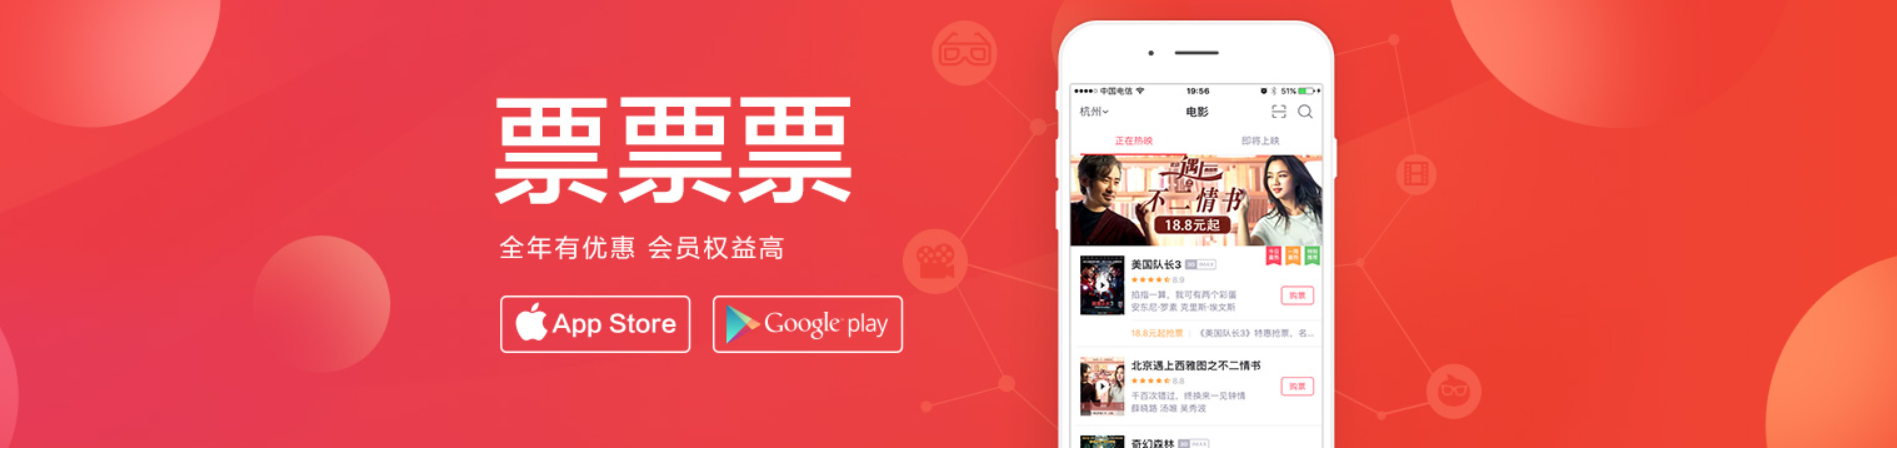 票票票
全年有优惠 会员权益高
App Store
Google play
中国电信
19:56
51%
杭州
电影
正在热映
即将上映
遇上
不二情书
18.8元起
美国队长3
8.9
掐指一算，我可有两个彩蛋
安东尼·罗素 克里斯·埃文斯
购票
18.8元起抢票
《美国队长3》特惠抢票，名...
北京遇上西雅图之不二情书
8.8
千百次错过，终换来一见钟情
薛晓路 汤唯 吴秀波
购票
奇幻森林